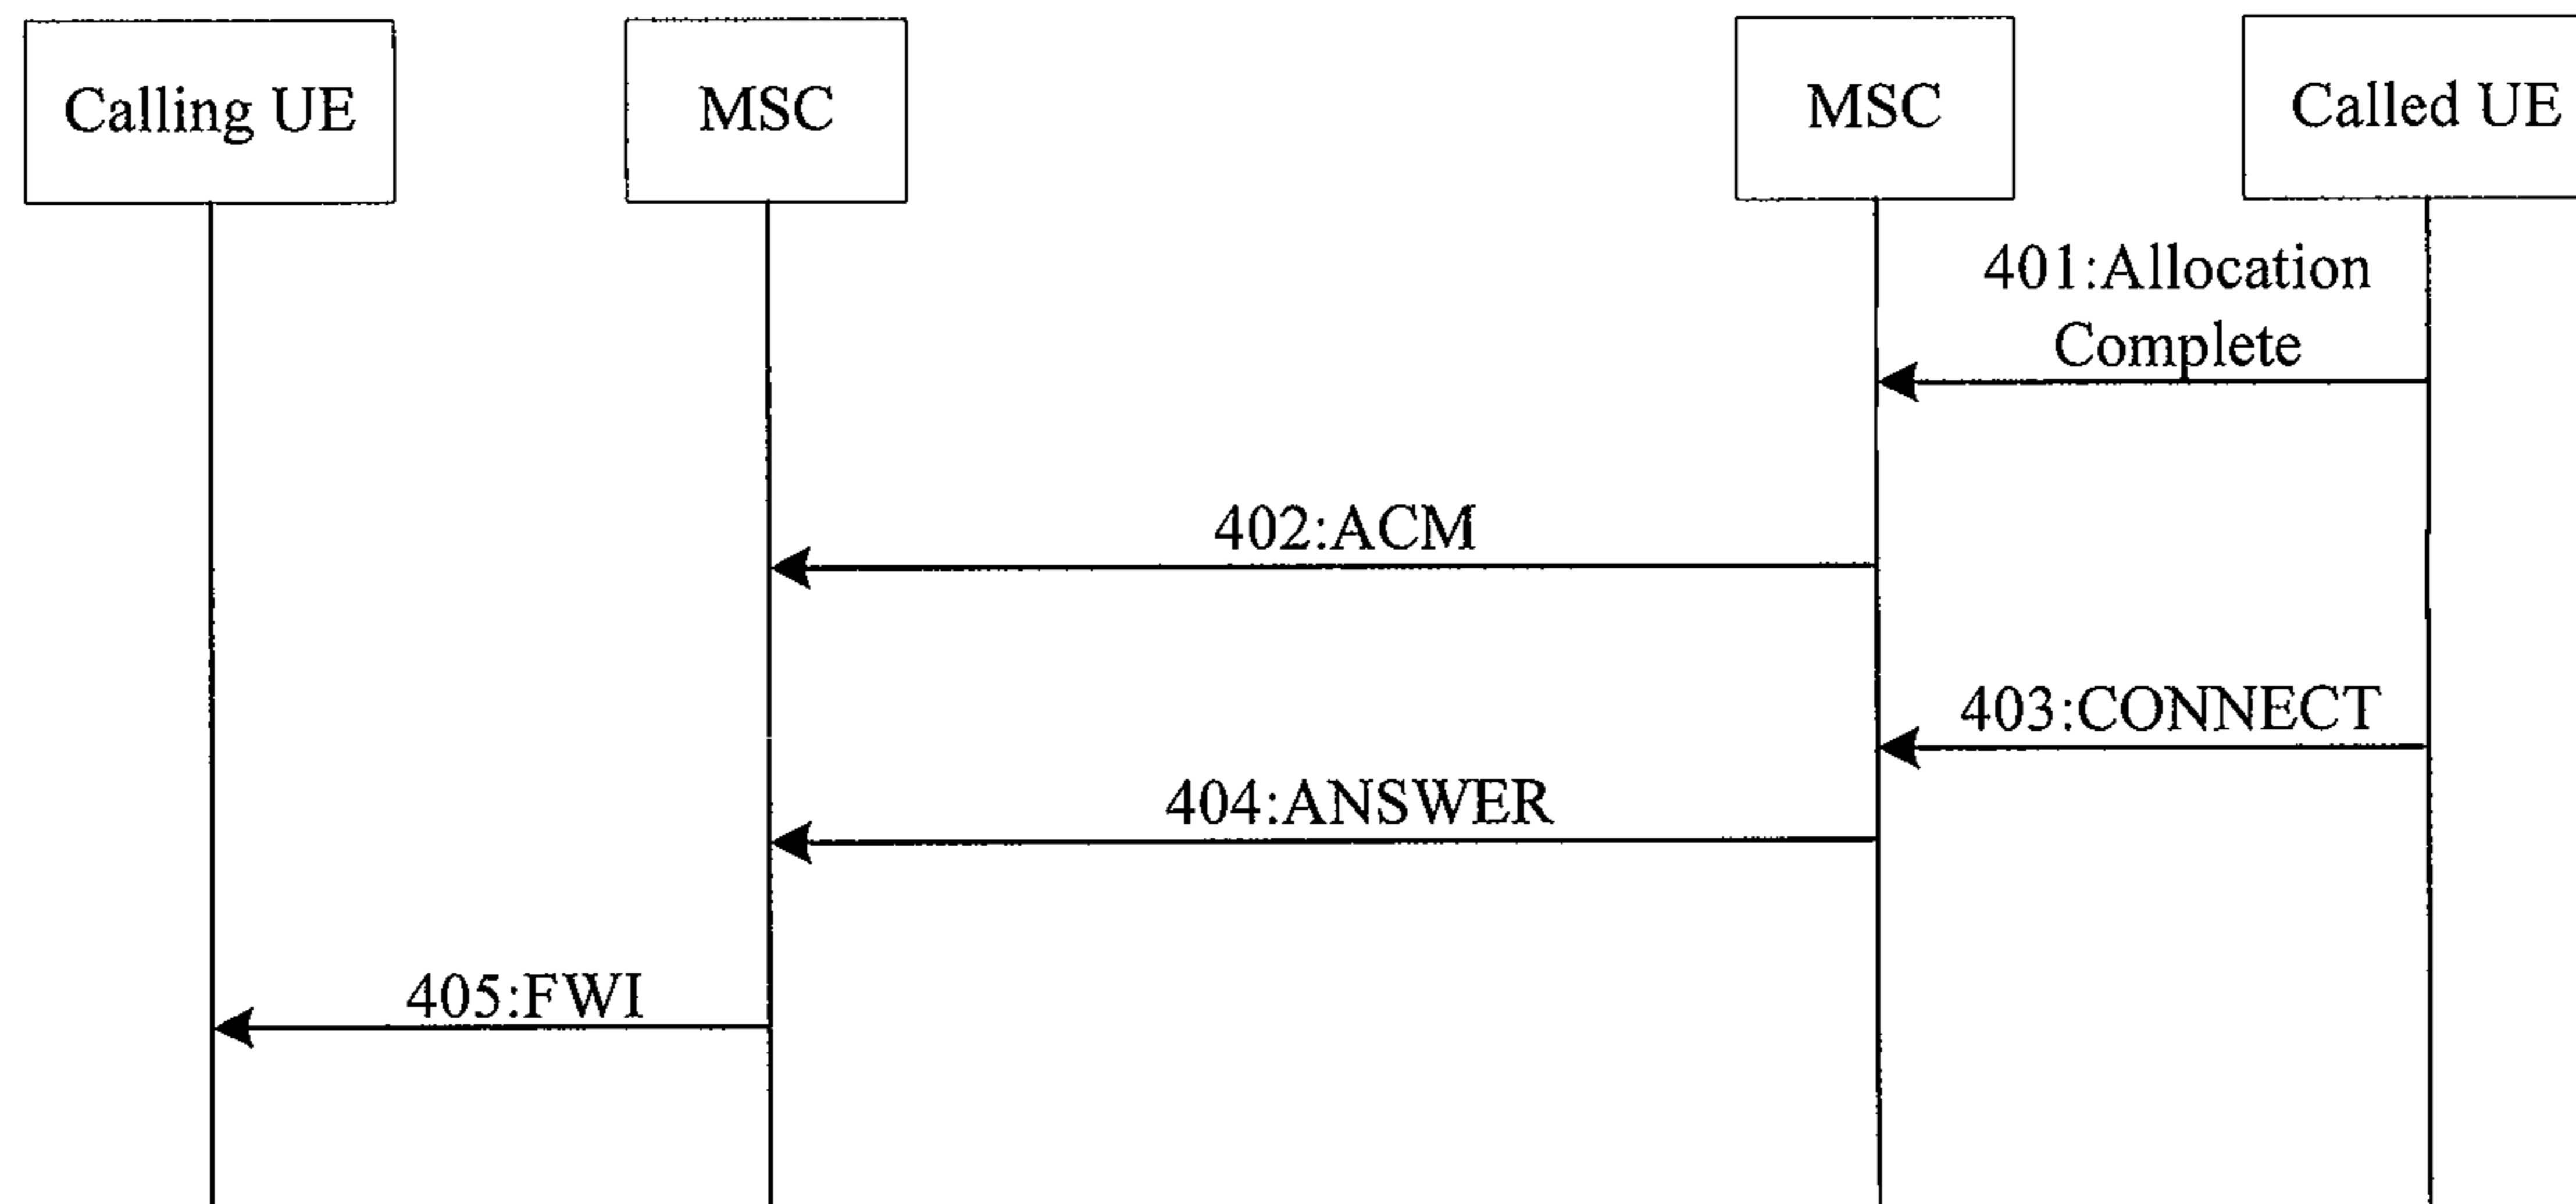 Calling UE
MSC
MSC
Called UE
401:Allocation
Complete
402:ACM
403:CONNECT
404:ANSWER
405:FWI